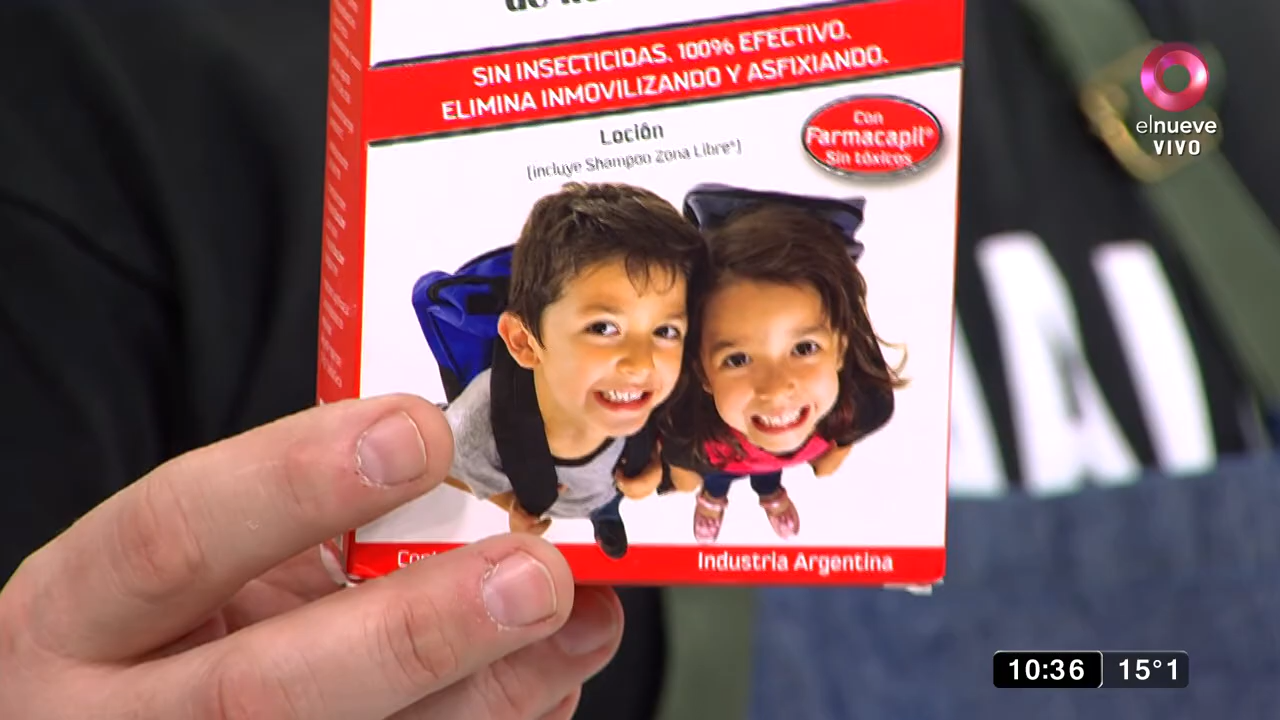 SIN INSECTICIDAS, 100% EFECTIVO.
ELIMINA INMOVILIZANDO Y ASFIXIANDO.
Loción
[incluye Shampoo Zona Libre®]
Con
Farmacapil®
Sin tóxicos
Industria Argentina
elnueve
VIVO
10:36 15°1